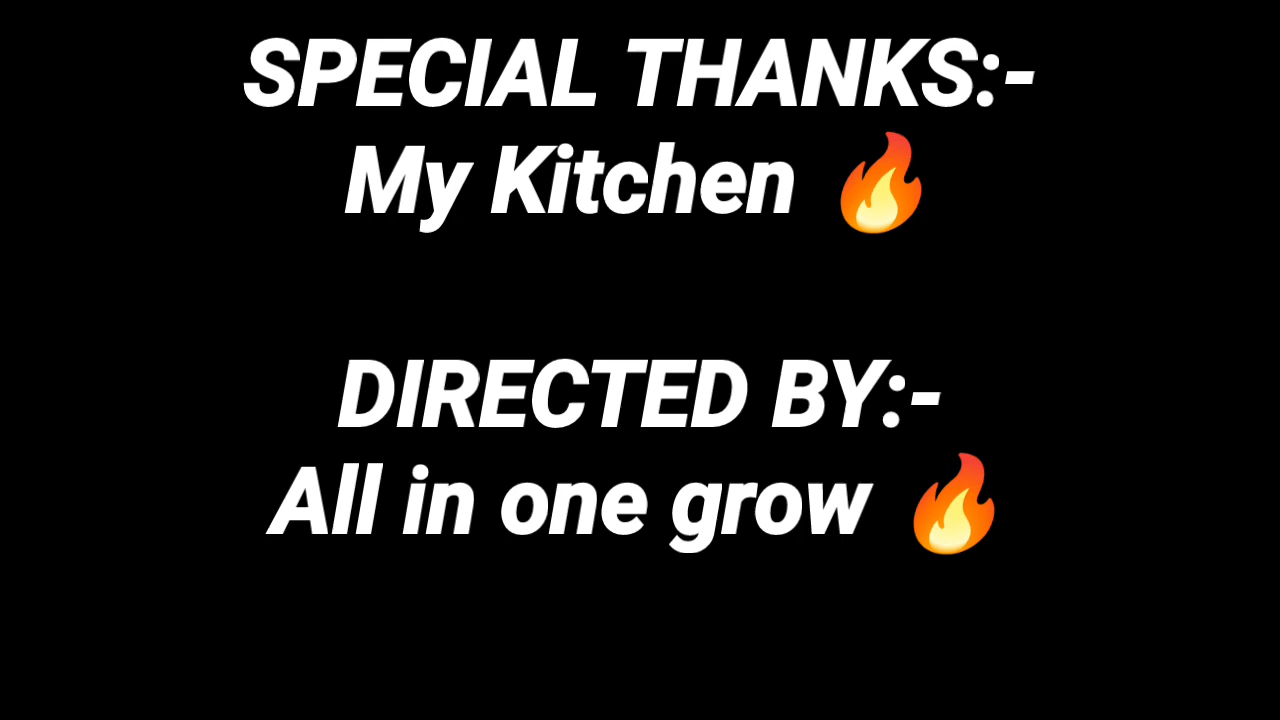 SPECIAL THANKS:-
My Kitchen 🔥
DIRECTED BY:-
All in one grow 🔥